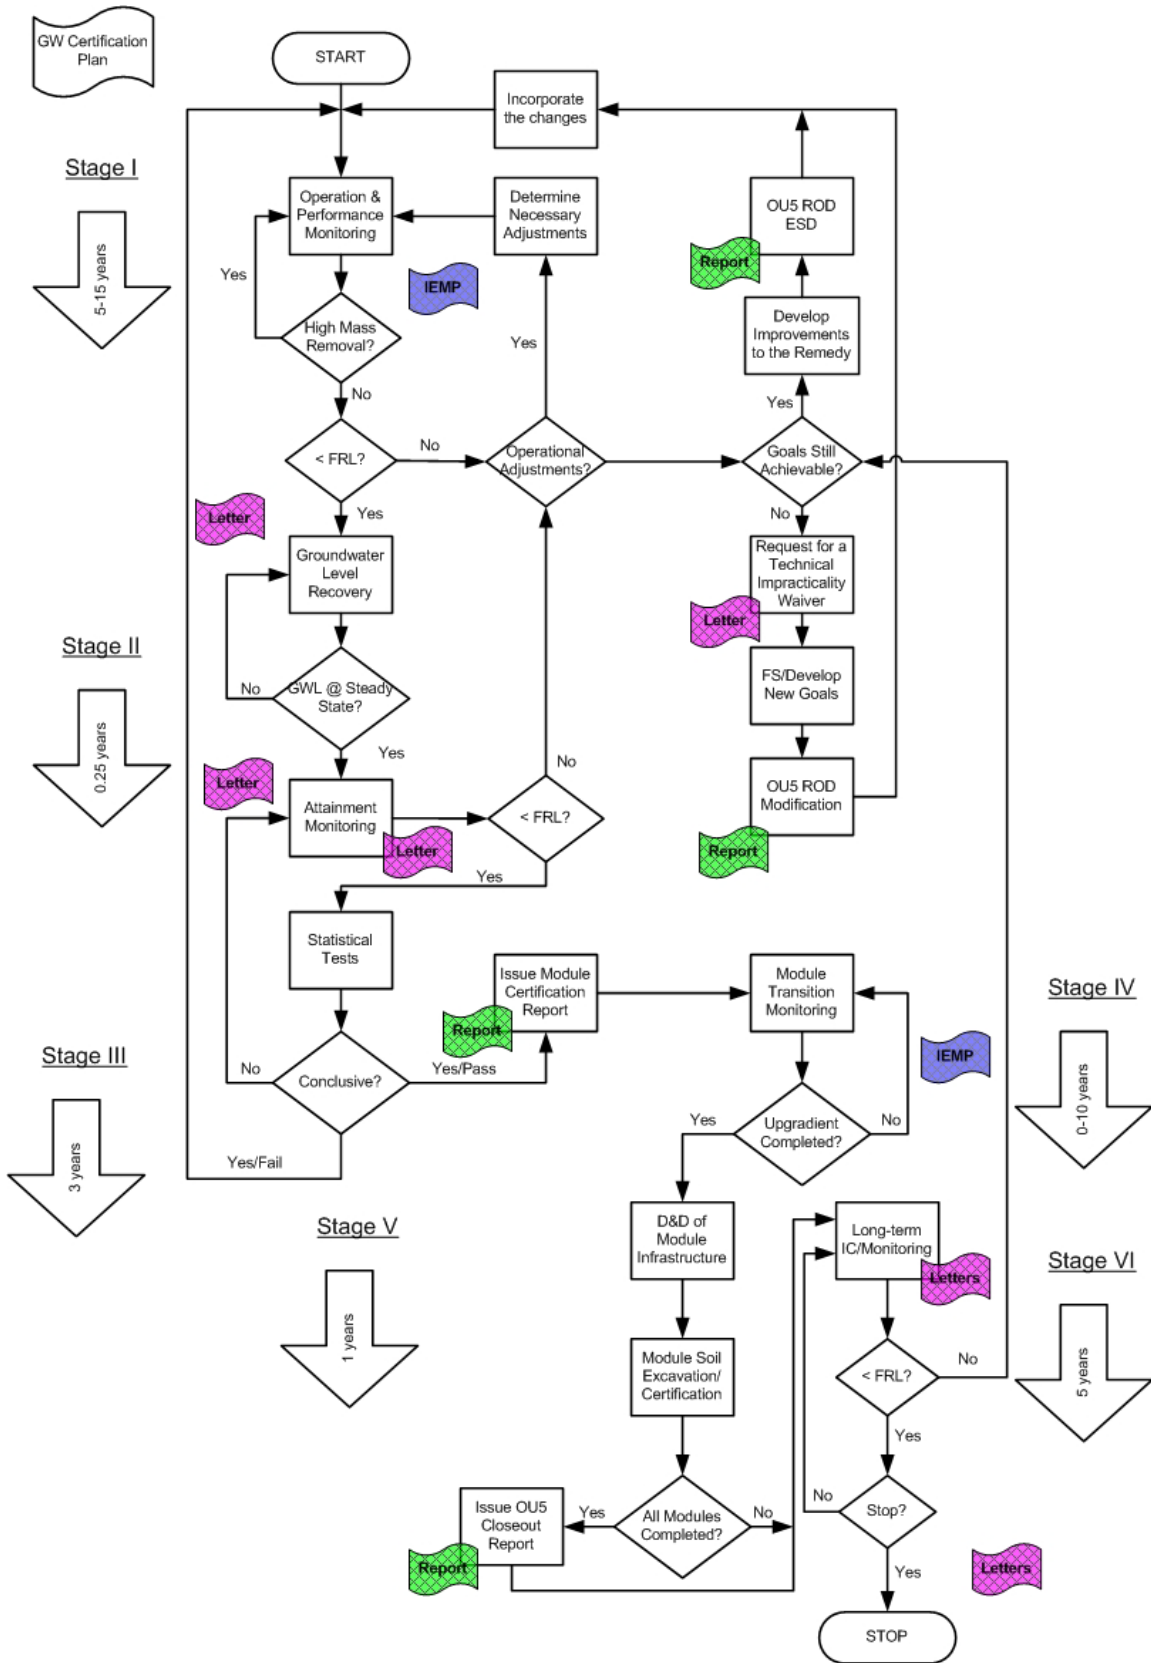 GW Certification
Plan
START
Incorporate
the changes
Stage I
5-15 years
Operation &
Performance
Monitoring
Determine
Necessary
Adjustments
OU5 ROD
ESD
Report
Yes
IEMP
High Mass
Removal?
Yes
Develop
Improvements
to the Remedy
No
Yes
< FRL?
No
Operational
Adjustments?
Goals Still
Achievable?
Letter
Yes
No
Groundwater
Level
Recovery
Request for a
Technical
Impracticality
Waiver
Letter
Stage II
0.25 years
No
GWL @ Steady
State?
FS/Develop
New Goals
Yes
No
Letter
Attainment
Monitoring
Letter
< FRL?
OU5 ROD
Modification
Report
Yes
Statistical
Tests
Issue Module
Certification
Report
Report
Module
Transition
Monitoring
Stage IV
0-10 years
IEMP
Stage III
3 years
No
Conclusive?
Yes/Pass
Yes
Upgradient
Completed?
No
Yes/Fail
Stage V
1 years
D&D of
Module
Infrastructure
Long-term
IC/Monitoring
Letters
Stage VI
5 years
Module Soil
Excavation/
Certification
< FRL?
No
Yes
Issue OU5
Closeout
Report
Report
Yes
All Modules
Completed?
No
No
Stop?
Yes
Letters
STOP